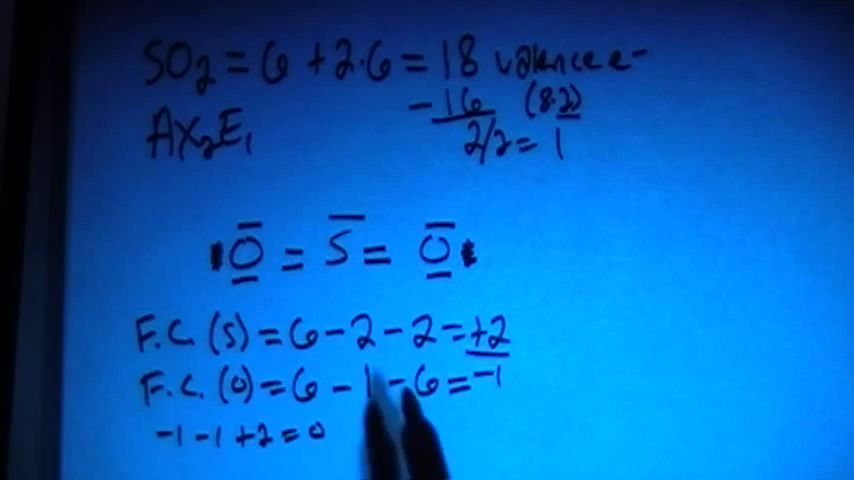 SO2 = 6 + 2·6 = 18 valence e-
-16 (8·2)
AX2E1
2/2 = 1
O = S = O
F.C. (S) = 6 - 2 - 2 = +2
F.C. (O) = 6 - 1 - 6 = -1
-1 -1 +2 = 0